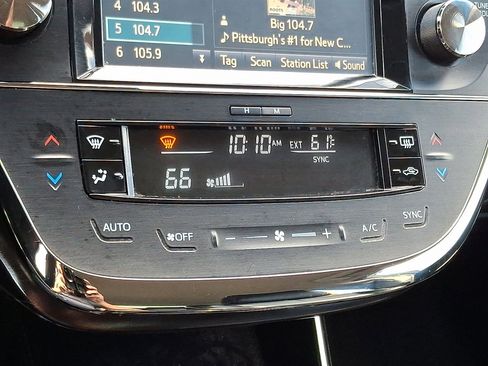 4 104.3
Big 104.7
5 104.7
♪ Pittsburgh's #1 for New C...
6 105.9
Tag Scan Station List Sound
H M
10:10 AM EXT 61F
SYNC
66
AUTO OFF − + A/C SYNC